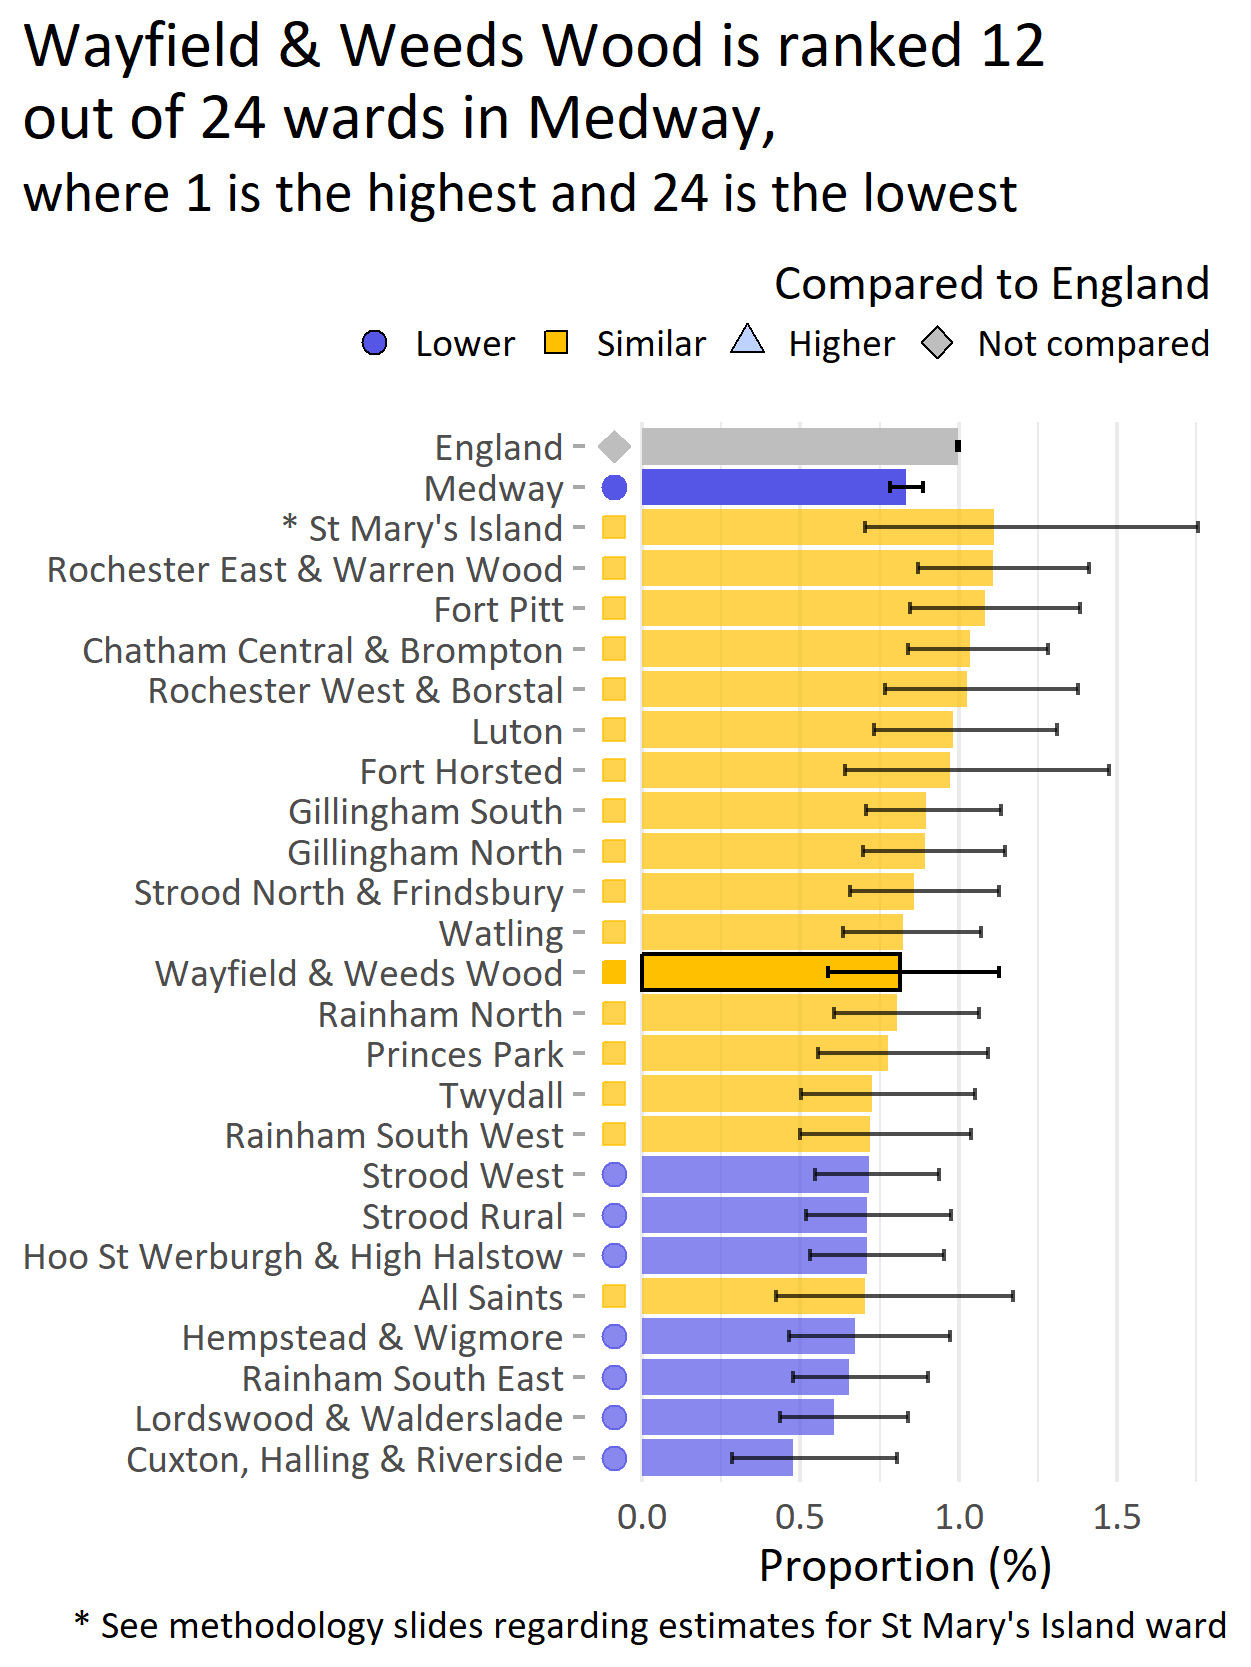 Wayfield & Weeds Wood is ranked 12
out of 24 wards in Medway,
where 1 is the highest and 24 is the lowest
Compared to England
Lower Similar Higher Not compared
England
Medway
* St Mary's Island
Rochester East & Warren Wood
Fort Pitt
Chatham Central & Brompton
Rochester West & Borstal
Luton
Fort Horsted
Gillingham South
Gillingham North
Strood North & Frindsbury
Watling
Wayfield & Weeds Wood
Rainham North
Princes Park
Twydall
Rainham South West
Strood West
Strood Rural
Hoo St Werburgh & High Halstow
All Saints
Hempstead & Wigmore
Rainham South East
Lordswood & Walderslade
Cuxton, Halling & Riverside
0.0 0.5 1.0 1.5
Proportion (%)
* See methodology slides regarding estimates for St Mary's Island ward